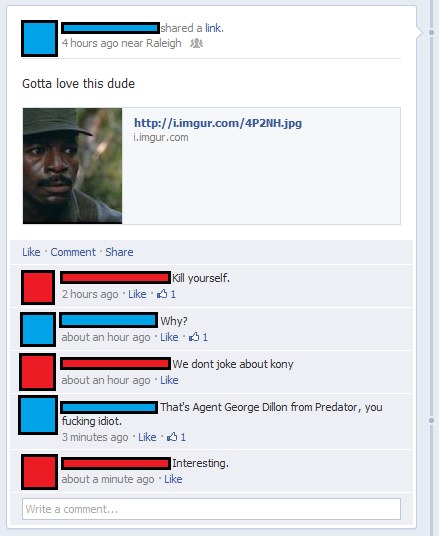 shared a link.
4 hours ago near Raleigh
Gotta love this dude
http://i.imgur.com/4P2NH.jpg
i.imgur.com
Like · Comment · Share
Kill yourself.
2 hours ago · Like · 1
Why?
about an hour ago · Like · 1
We dont joke about kony
about an hour ago · Like
That's Agent George Dillon from Predator, you
fucking idiot.
3 minutes ago · Like · 1
Interesting.
about a minute ago · Like
Write a comment...